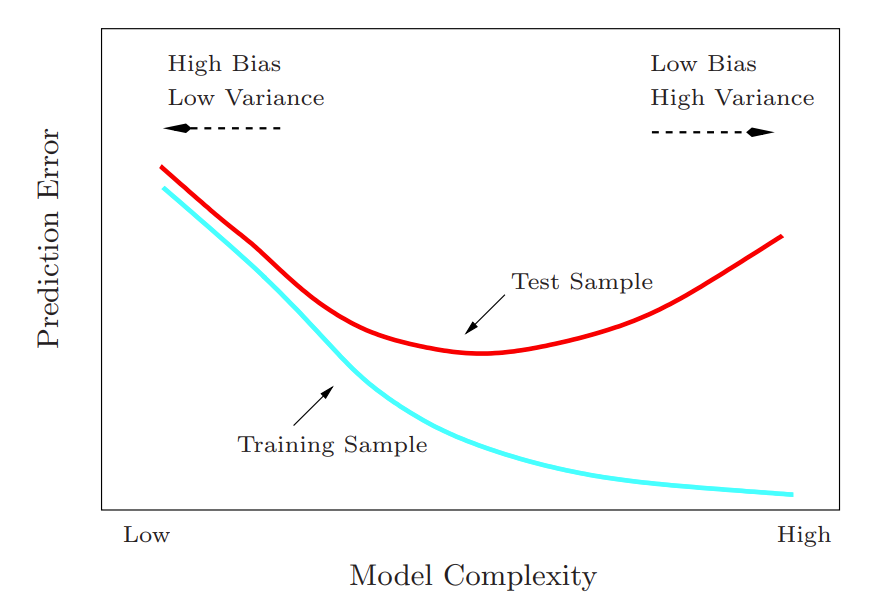 High Bias
Low Variance
Low Bias
High Variance
Prediction Error
Test Sample
Training Sample
Low
High
Model Complexity